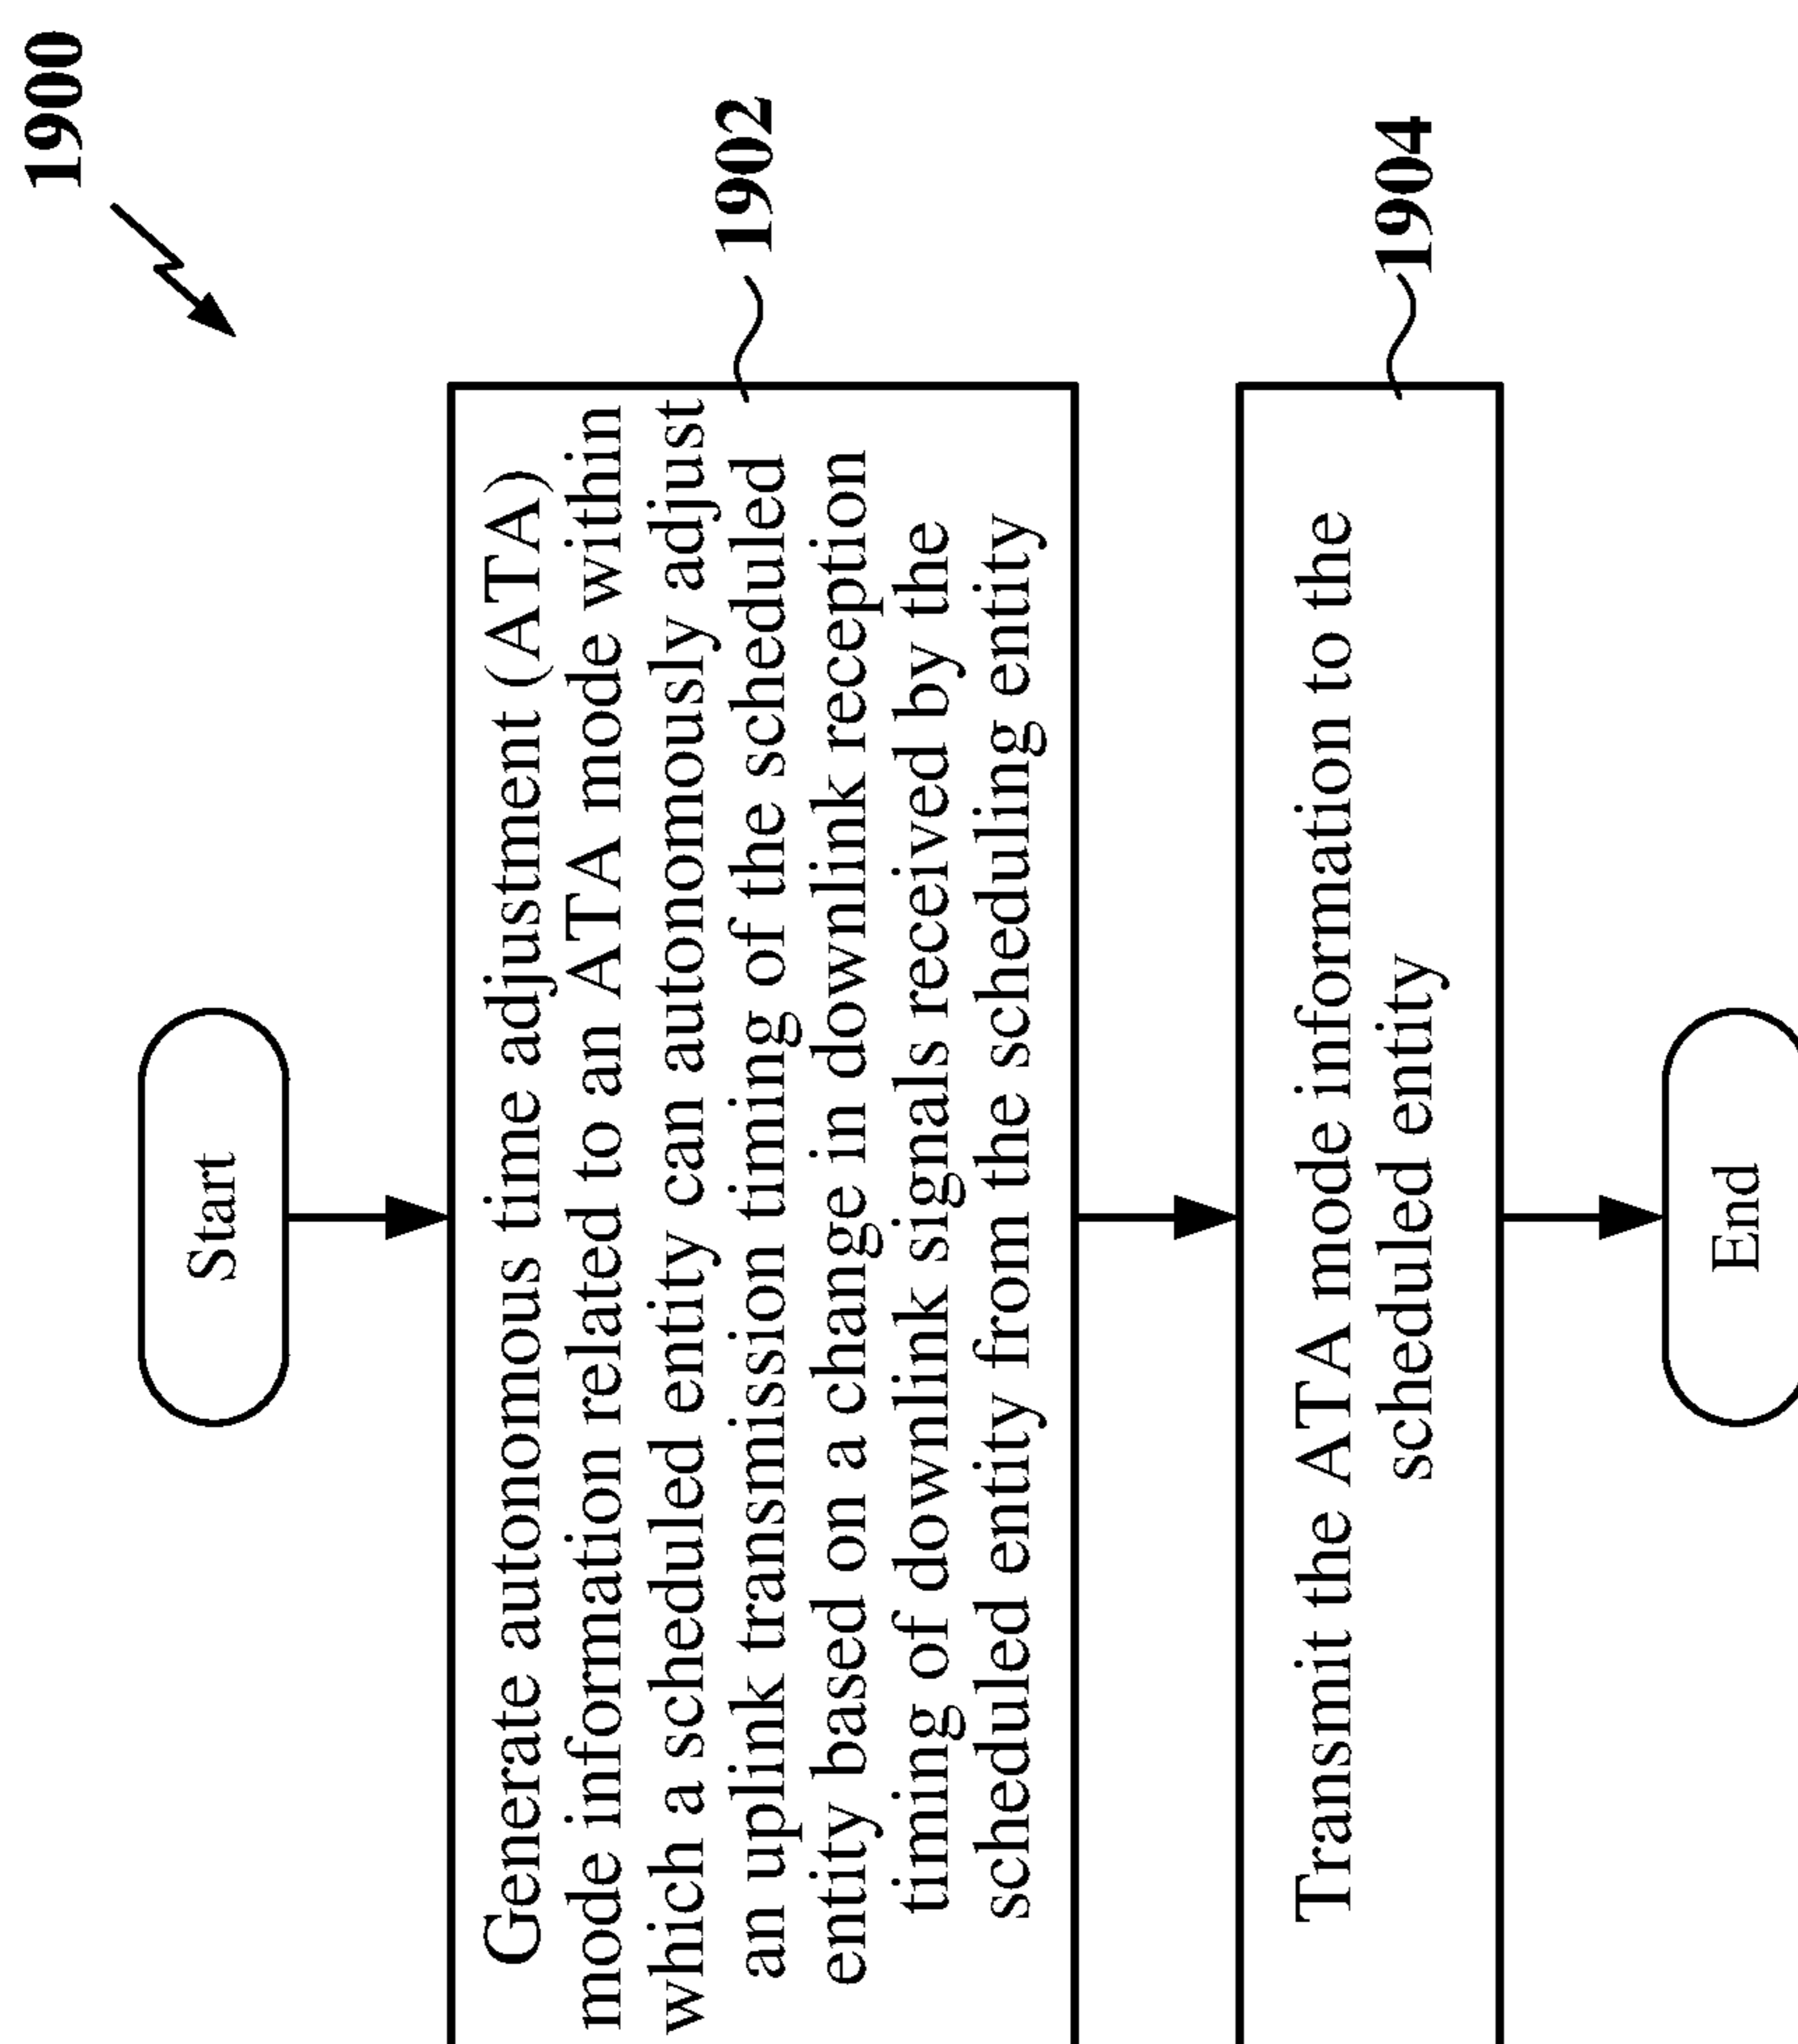 1900
Start
Generate autonomous time adjustment (ATA)
mode information related to an ATA mode within
which a scheduled entity can autonomously adjust
an uplink transmission timing of the scheduled
entity based on a change in downlink reception
timing of downlink signals received by the
scheduled entity from the scheduling entity
1902
Transmit the ATA mode information to the
scheduled entity
1904
End